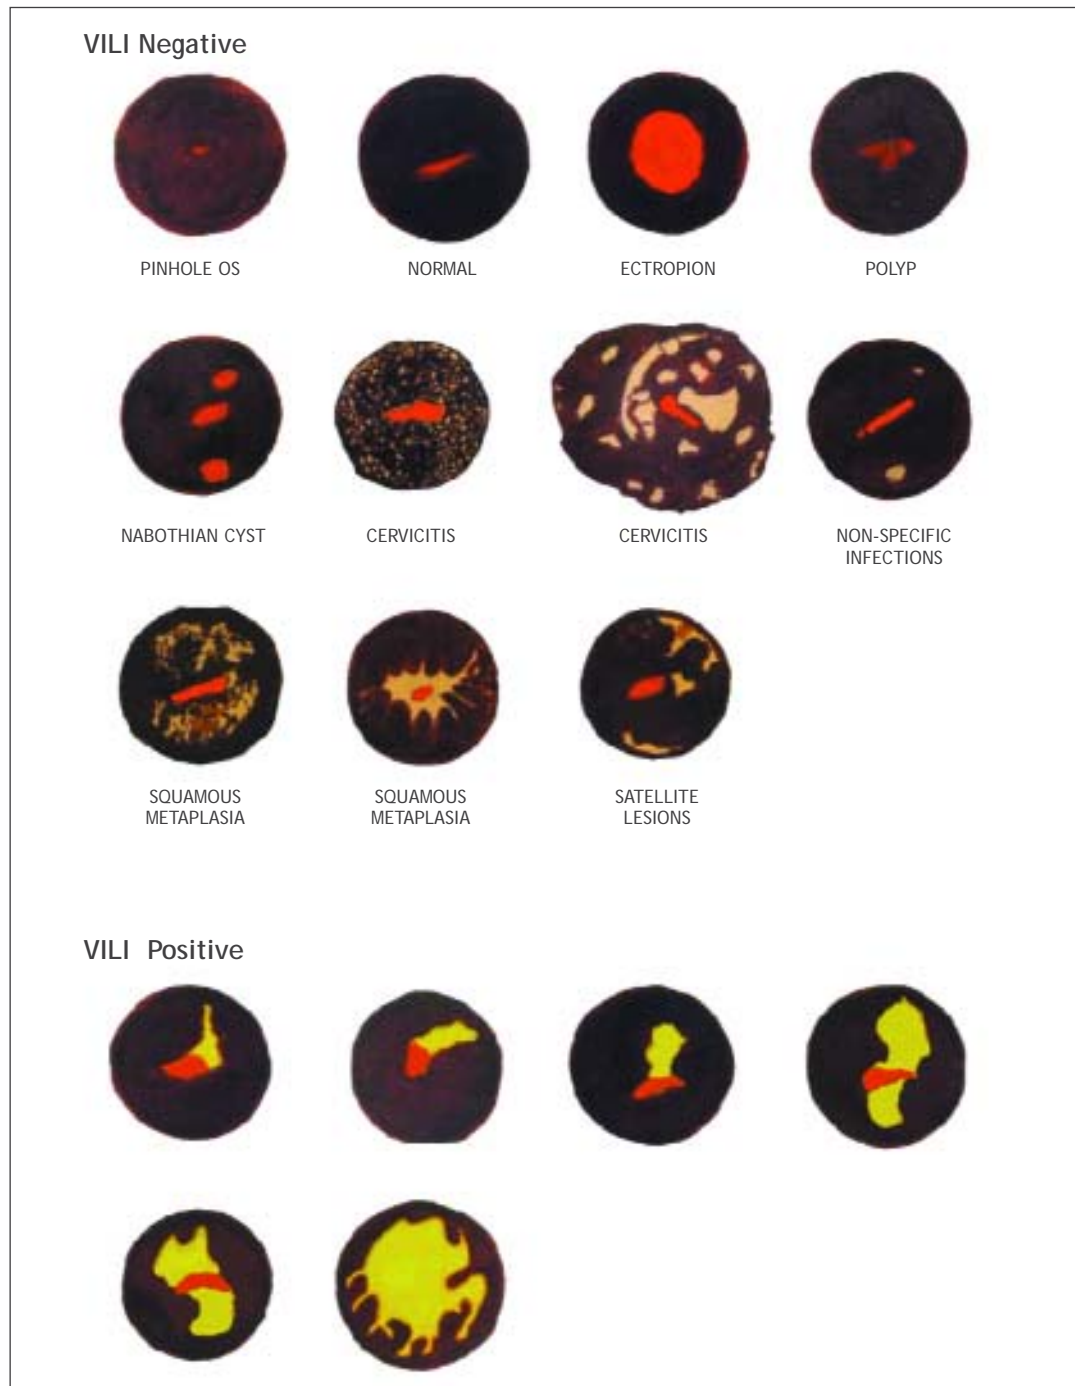 VILI Negative
PINHOLE OS
NORMAL
ECTROPION
POLYP
NABOTHIAN CYST
CERVICITIS
CERVICITIS
NON-SPECIFIC
INFECTIONS
SQUAMOUS
METAPLASIA
SQUAMOUS
METAPLASIA
SATELLITE
LESIONS
VILI Positive